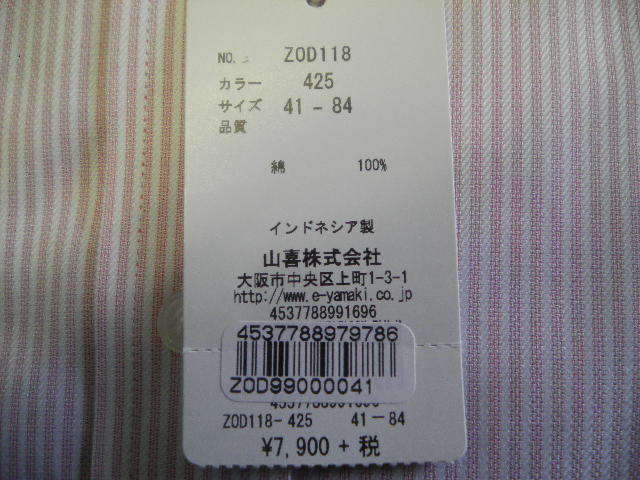 NO. ZOD118
カラー 425
サイズ 41-84
品質
綿 100%
インドネシア製
山喜株式会社
大阪市中央区上町1-3-1
http://www.e-yamaki.co.jp
4537788991696
4537788979786
ZOD99000041
ZOD118-425 41-84
¥7,900+税